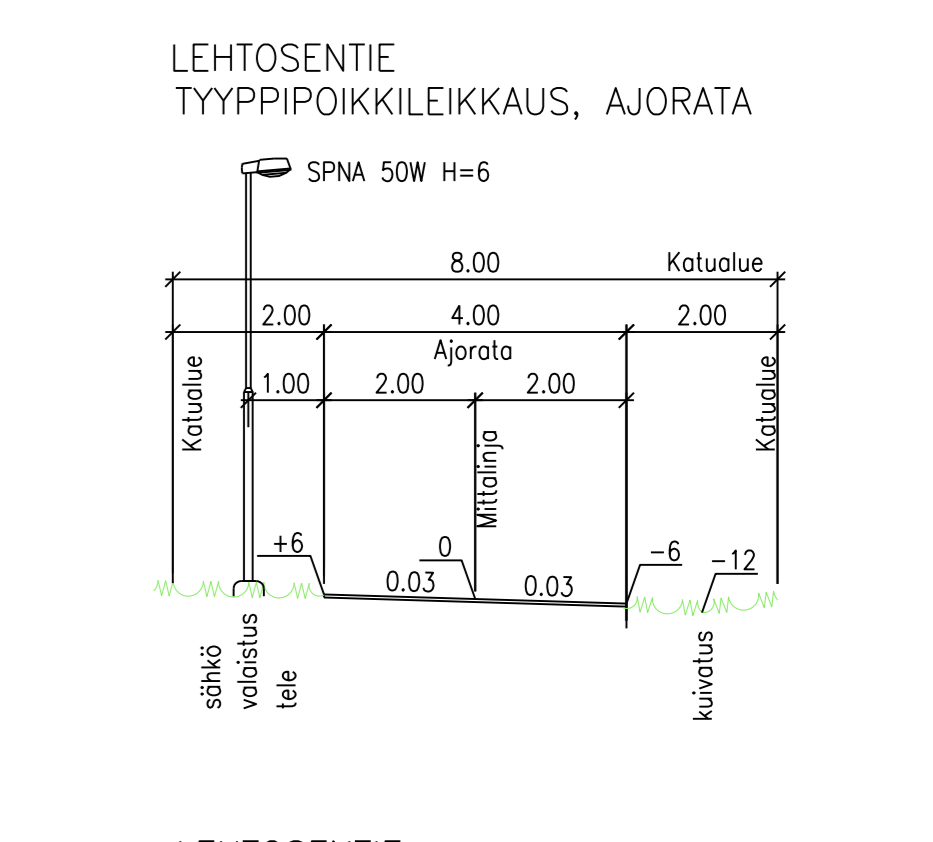 LEHTOSENTIE
TYYPPIPOIKKILEIKKAUS, AJORATA
SPNA 50W H=6
8.00 Katualue
2.00 4.00 2.00
Ajorata
1.00 2.00 2.00
Katualue
Katualue
Mittalinja
+6 0 -6 -12
0.03 0.03
sähkö
valaistus
tele
kuivatus
LEHTOSENTIE